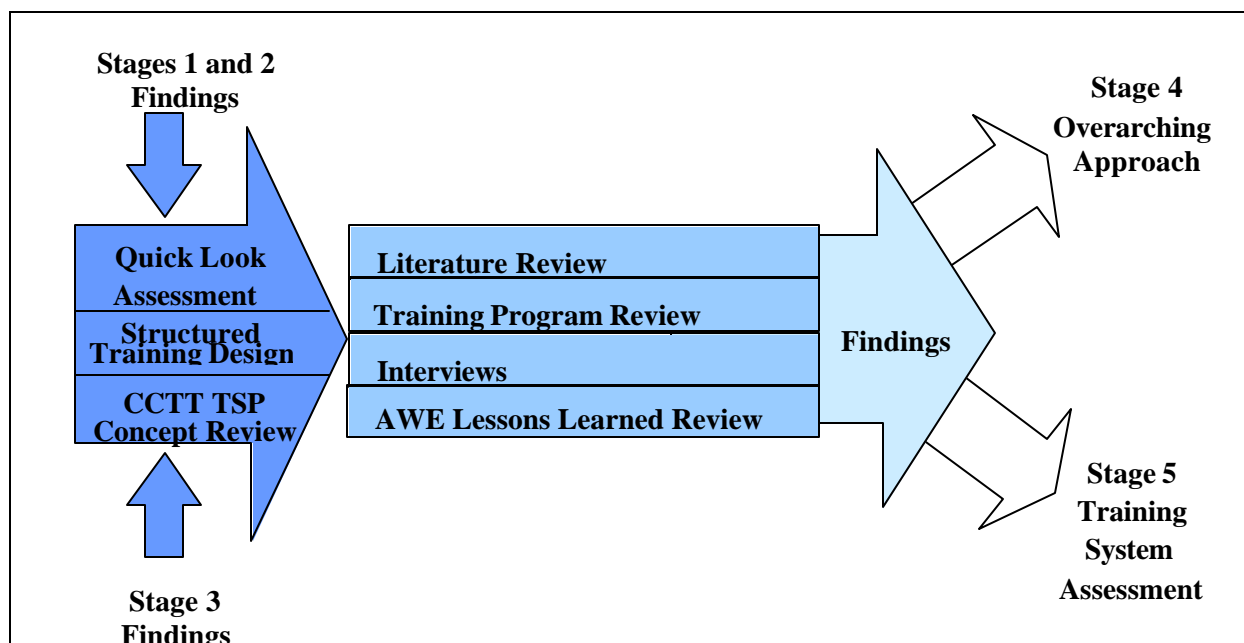 Stages 1 and 2
Findings
Quick Look
Assessment
Structured
Training Design
CCTT TSP
Concept Review
Stage 3
Findings
Literature Review
Training Program Review
Interviews
AWE Lessons Learned Review
Findings
Stage 4
Overarching
Approach
Stage 5
Training
System
Assessment